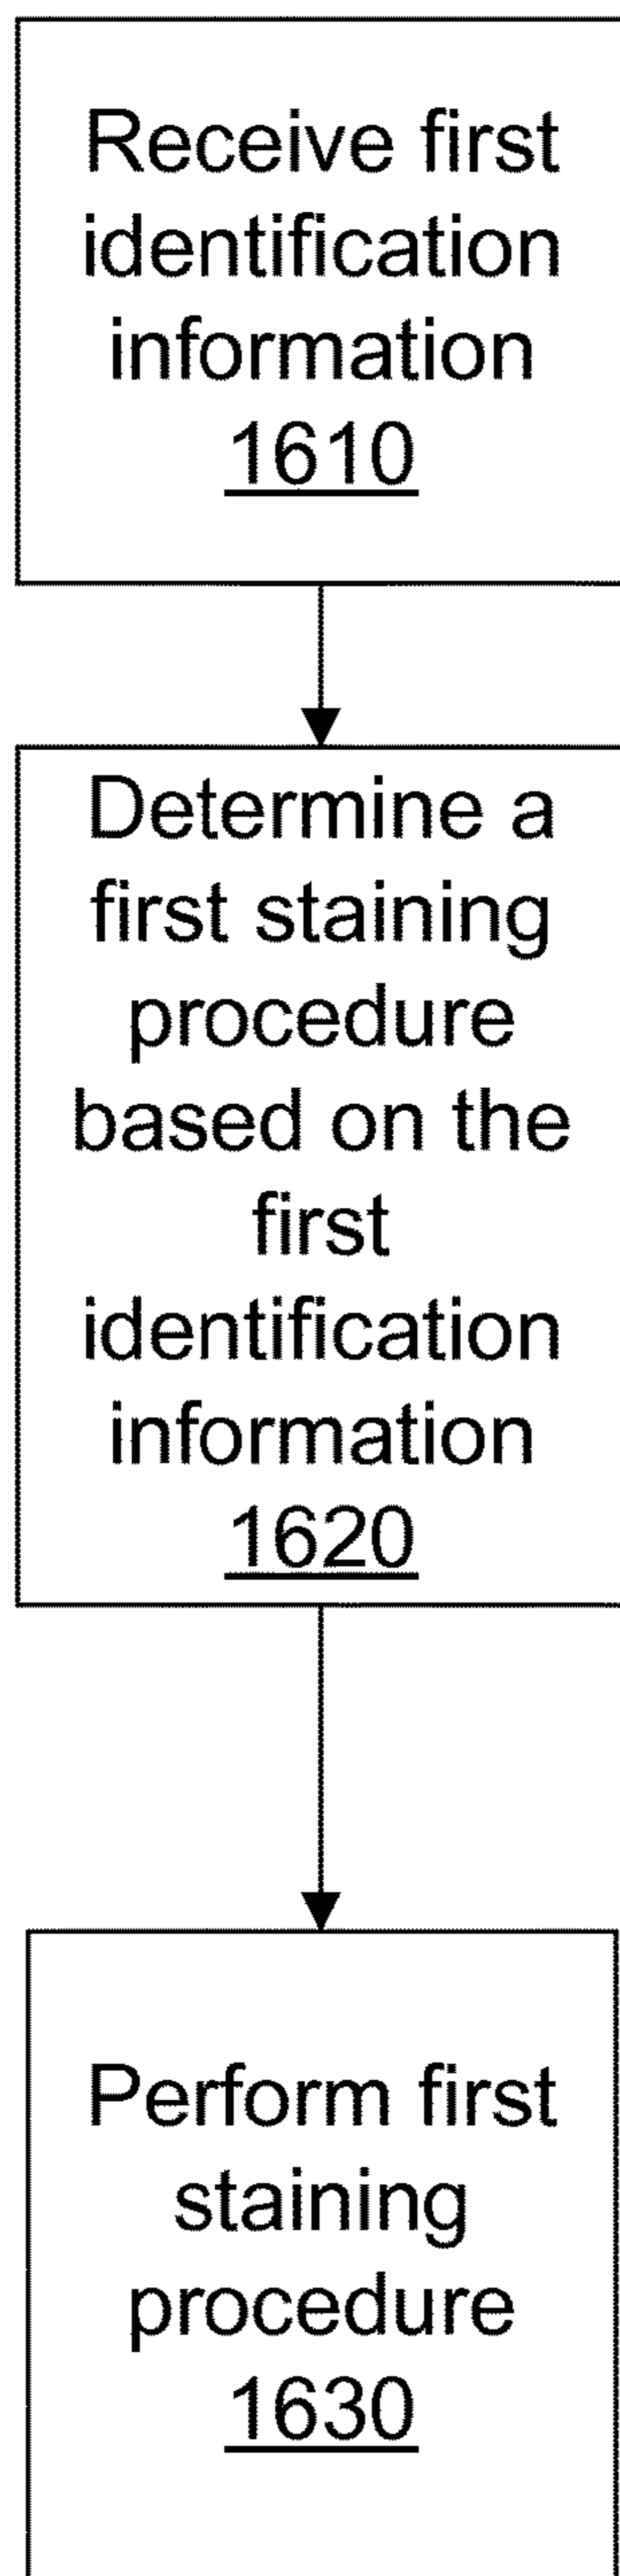 Receive first
identification
information
1610
Determine a
first staining
procedure
based on the
first
identification
information
1620
Perform first
staining
procedure
1630